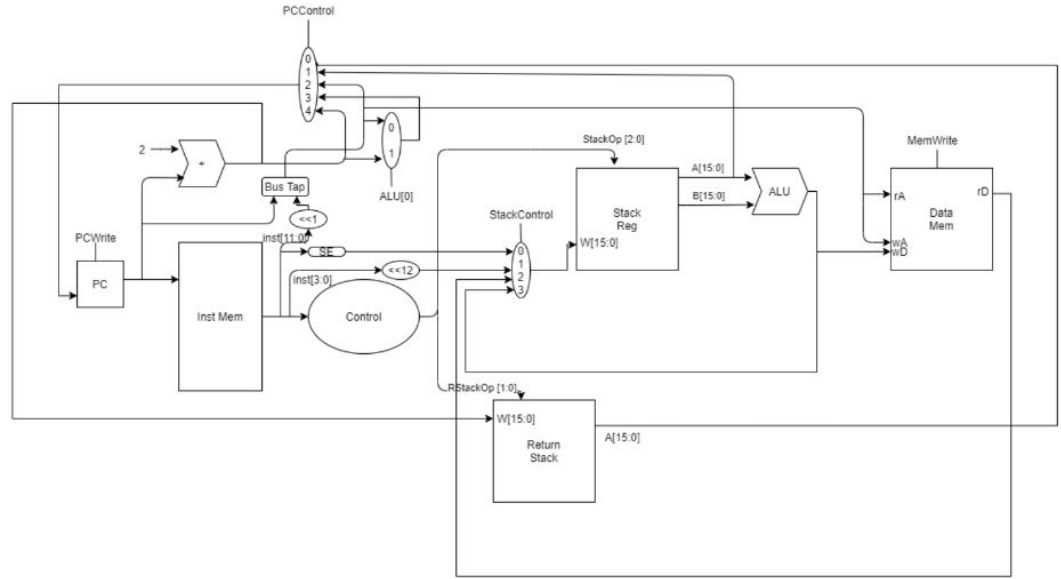 PCControl
0
1
2
3
4
0
1
ALU[0]
2
+
Bus Tap
<<1
inst[11:0]
SE
PCWrite
PC
Inst Mem
inst[3:0]
<<12
Control
StackControl
0
1
2
3
StackOp [2:0]
W[15:0]
Stack
Reg
A[15:0]
B[15:0]
ALU
MemWrite
rA
rD
Data
Mem
wA
wD
RStackOp [1:0]
W[15:0]
Return
Stack
A[15:0]